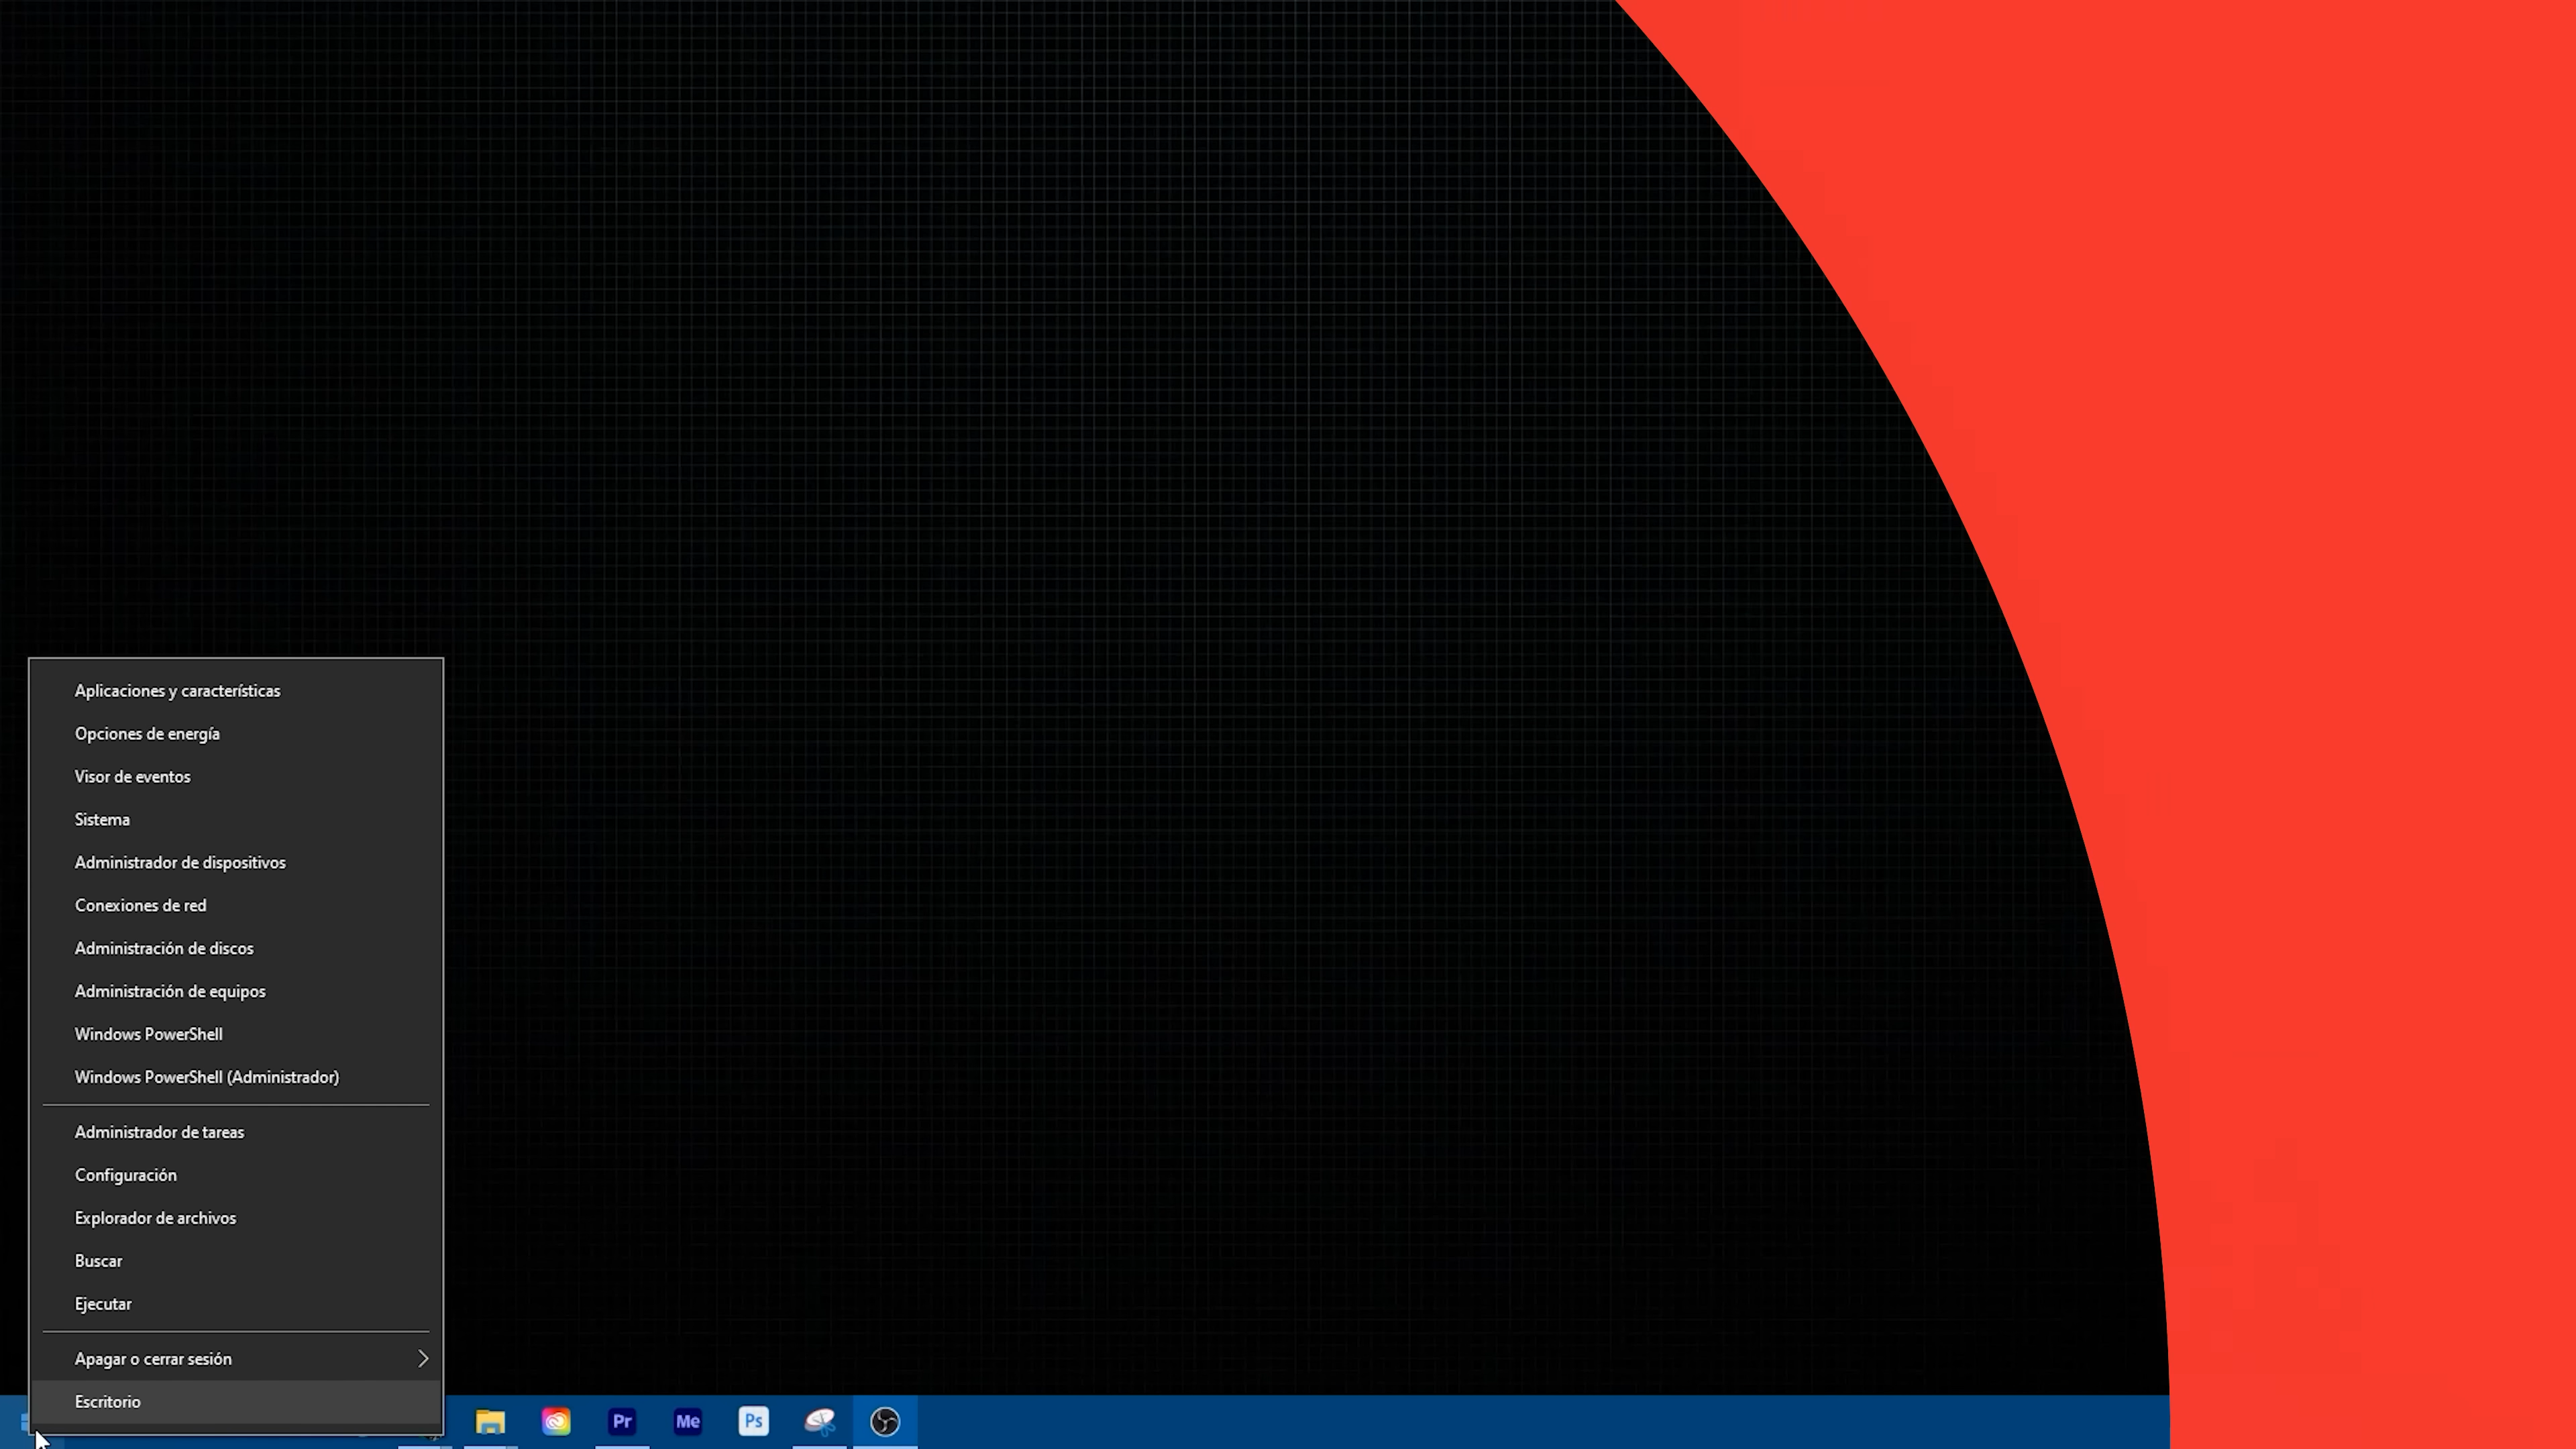 Aplicaciones y características
Opciones de energía
Visor de eventos
Sistema
Administrador de dispositivos
Conexiones de red
Administración de discos
Administración de equipos
Windows PowerShell
Windows PowerShell (Administrador)
Administrador de tareas
Configuración
Explorador de archivos
Buscar
Ejecutar
Apagar o cerrar sesión
Escritorio
Pr Me Ps